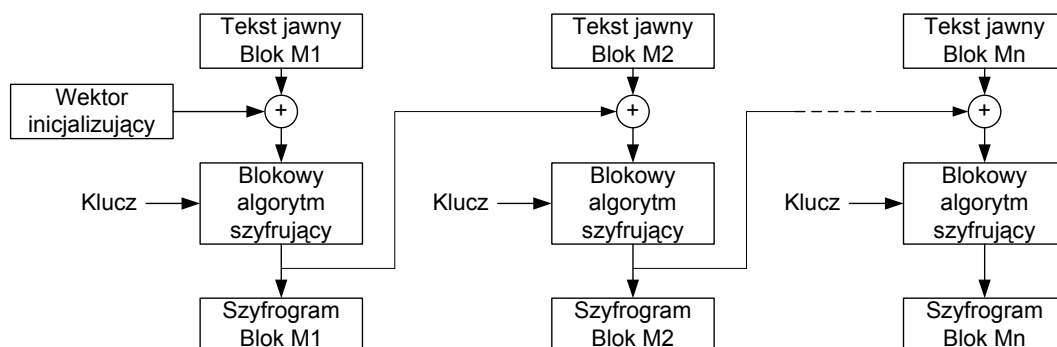 Tekst jawny
Blok M1
Tekst jawny
Blok M2
Tekst jawny
Blok Mn
Wektor
inicjalizujący
+
+
+
Klucz
Blokowy
algorytm
szyfrujący
Klucz
Blokowy
algorytm
szyfrujący
Klucz
Blokowy
algorytm
szyfrujący
Szyfrogram
Blok M1
Szyfrogram
Blok M2
Szyfrogram
Blok Mn